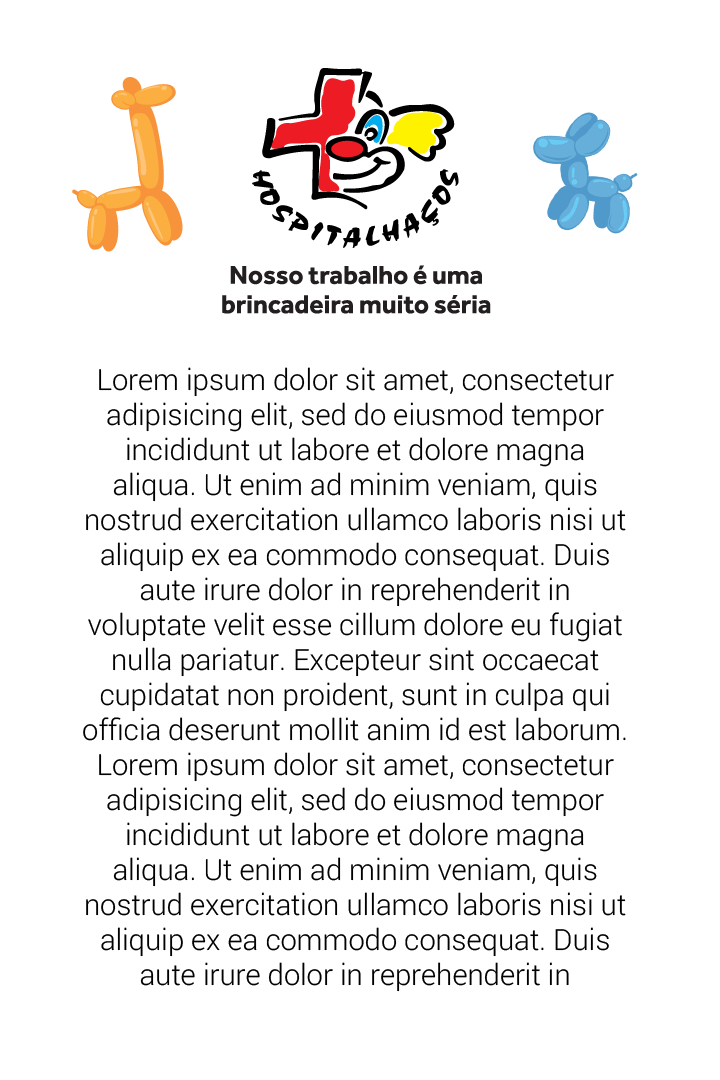 HOSPITALHAÇOS
Nosso trabalho é uma
brincadeira muito séria
Lorem ipsum dolor sit amet, consectetur
adipisicing elit, sed do eiusmod tempor
incididunt ut labore et dolore magna
aliqua. Ut enim ad minim veniam, quis
nostrud exercitation ullamco laboris nisi ut
aliquip ex ea commodo consequat. Duis
aute irure dolor in reprehenderit in
voluptate velit esse cillum dolore eu fugiat
nulla pariatur. Excepteur sint occaecat
cupidatat non proident, sunt in culpa qui
officia deserunt mollit anim id est laborum.
Lorem ipsum dolor sit amet, consectetur
adipisicing elit, sed do eiusmod tempor
incididunt ut labore et dolore magna
aliqua. Ut enim ad minim veniam, quis
nostrud exercitation ullamco laboris nisi ut
aliquip ex ea commodo consequat. Duis
aute irure dolor in reprehenderit in